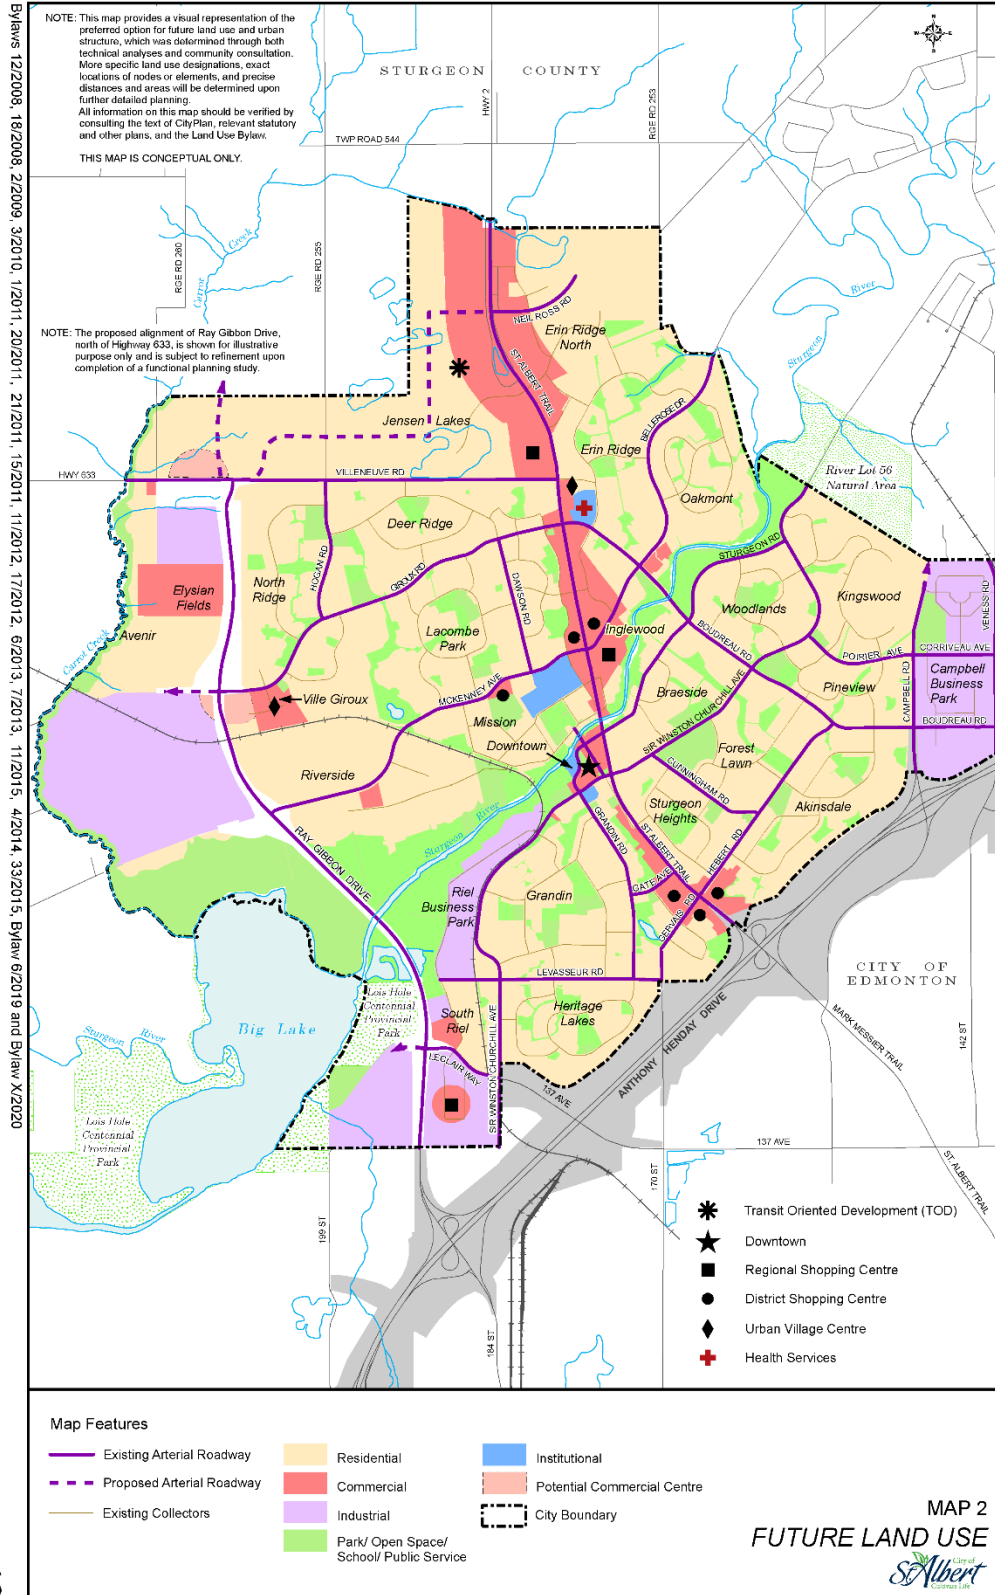 Bylaws 12/2008, 18/2008, 2/2009, 3/2010, 1/2011, 20/2011, 21/2011, 15/2011, 11/2012, 17/2012, 6/2013, 7/2013, 11/2015, 4/2014, 33/2015, Bylaw 6/2019 and Bylaw X/2020
NOTE: This map provides a visual representation of the
preferred option for future land use and urban
structure, which was determined through both
technical analyses and community consultation.
More specific land use designations, exact
locations of nodes or elements, and precise
distances and areas will be determined upon
further detailed planning.
All information on this map should be verified by
consulting the text of CityPlan, relevant statutory
and other plans, and the Land Use Bylaw.
THIS MAP IS CONCEPTUAL ONLY.
N
W
E
S
STURGEON COUNTY
HWY 2
RGE RD 253
TWP ROAD 544
RGE RD 260
Carrot
Creek
RGE RD 255
River
Sturgeon
NOTE: The proposed alignment of Ray Gibbon Drive,
north of Highway 633, is shown for illustrative
purpose only and is subject to refinement upon
completion of a functional planning study.
NEIL ROSS RD
Erin Ridge
North
ST. ALBERT TRAIL
Jensen Lakes
BELLEROSE DR
Erin Ridge
HWY 633
VILLENEUVE RD
River Lot 56
Natural Area
Oakmont
Deer Ridge
HOGAN RD
GIROUX RD
DAWSON RD
STURGEON RD
Elysian
Fields
North
Ridge
Kingswood
VENESS RD
Woodlands
Lacombe
Park
Inglewood
BOUDREAU RD
Avenir
Carrot Creek
POIRIER AVE
CORRIVEAU AVE
CAMPBELL RD
Campbell
Business
Park
Ville Giroux
MCKENNEY AVE
Braeside
Pineview
SIR WINSTON CHURCHILL AVE
Mission
BOUDREAU RD
Downtown
Forest
Lawn
Riverside
CUNNINGHAM RD
Sturgeon
Heights
Akinsdale
GRANDIN RD
ST. ALBERT TRAIL
HEBERT RD
RAY GIBBON DRIVE
Sturgeon
River
Riel
Business
Park
Grandin
GATE AVE
GERVAIS RD
LEVASSEUR RD
CITY OF
EDMONTON
Lois Hole
Centennial
Provincial
Park
South
Riel
Heritage
Lakes
Big Lake
Sturgeon
River
LECLAIR WAY
SIR WINSTON CHURCHILL AVE
ANTHONY HENDAY DRIVE
MARK MESSIER TRAIL
142 ST
137 AVE
Lois Hole
Centennial
Provincial
Park
137 AVE
170 ST
ST. ALBERT TRAIL
199 ST
184 ST
Transit Oriented Development (TOD)
Downtown
Regional Shopping Centre
District Shopping Centre
Urban Village Centre
Health Services
Map Features
Existing Arterial Roadway
Proposed Arterial Roadway
Existing Collectors
Residential
Commercial
Industrial
Park/ Open Space/
School/ Public Service
Institutional
Potential Commercial Centre
City Boundary
MAP 2
FUTURE LAND USE
City of
St Albert
Cultivate Life